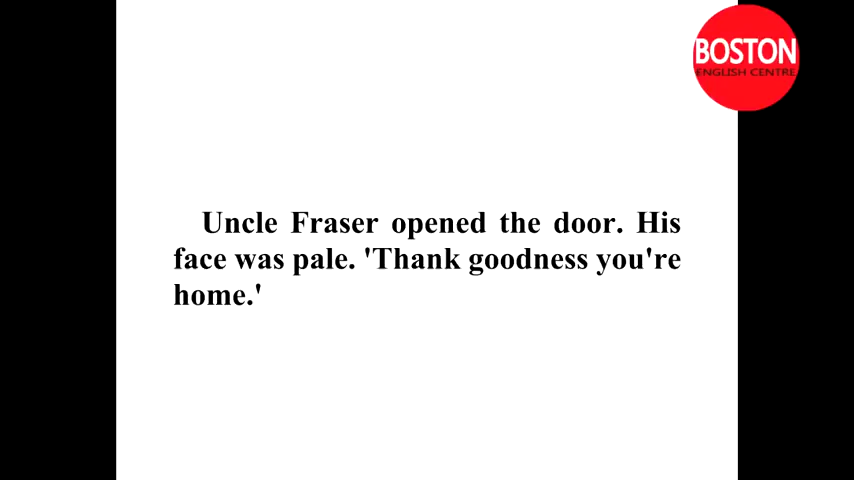 BOSTON
ENGLISH CENTRE
Uncle Fraser opened the door. His
face was pale. 'Thank goodness you're
home.'